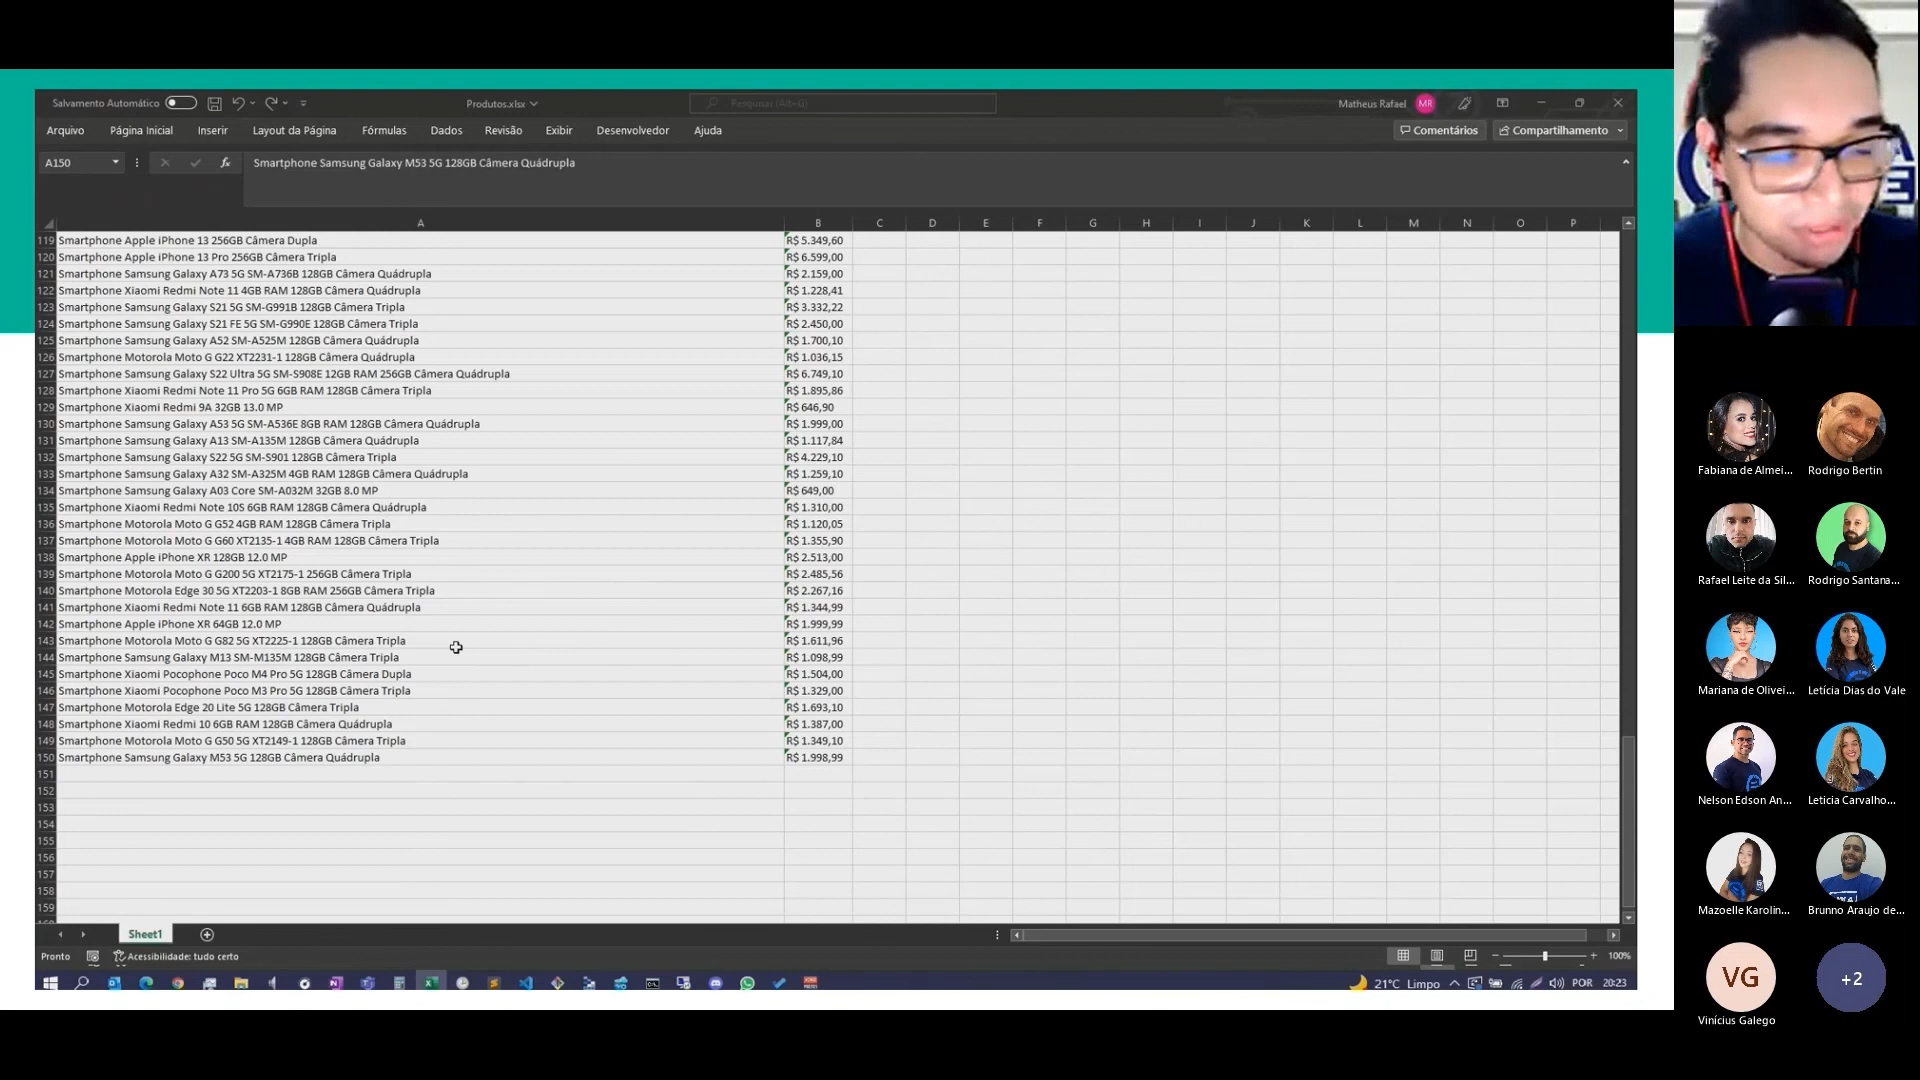 Salvamento Automático
Produtos.xlsx
Pesquisar (Alt+G)
Matheus Rafael
MR
Arquivo Página Inicial Inserir Layout da Página Fórmulas Dados Revisão Exibir Desenvolvedor Ajuda
Comentários
Compartilhamento
A150
fx
Smartphone Samsung Galaxy M53 5G 128GB Câmera Quádrupla
A B C D E F G H I J K L M N O P
119 Smartphone Apple iPhone 13 256GB Câmera Dupla R$ 5.349,60
120 Smartphone Apple iPhone 13 Pro 256GB Câmera Tripla R$ 6.599,00
121 Smartphone Samsung Galaxy A73 5G SM-A736B 128GB Câmera Quádrupla R$ 2.159,00
122 Smartphone Xiaomi Redmi Note 11 4GB RAM 128GB Câmera Quádrupla R$ 1.228,41
123 Smartphone Samsung Galaxy S21 5G SM-G991B 128GB Câmera Tripla R$ 3.332,22
124 Smartphone Samsung Galaxy S21 FE 5G SM-G990E 128GB Câmera Tripla R$ 2.450,00
125 Smartphone Samsung Galaxy A52 SM-A525M 128GB Câmera Quádrupla R$ 1.700,10
126 Smartphone Motorola Moto G G22 XT2231-1 128GB Câmera Quádrupla R$ 1.036,15
127 Smartphone Samsung Galaxy S22 Ultra 5G SM-S908E 12GB RAM 256GB Câmera Quádrupla R$ 6.749,10
128 Smartphone Xiaomi Redmi Note 11 Pro 5G 6GB RAM 128GB Câmera Tripla R$ 1.895,86
129 Smartphone Xiaomi Redmi 9A 32GB 13.0 MP R$ 646,90
130 Smartphone Samsung Galaxy A53 5G SM-A536E 8GB RAM 128GB Câmera Quádrupla R$ 1.999,00
131 Smartphone Samsung Galaxy A13 SM-A135M 128GB Câmera Quádrupla R$ 1.117,84
132 Smartphone Samsung Galaxy S22 5G SM-S901 128GB Câmera Tripla R$ 4.229,10
133 Smartphone Samsung Galaxy A32 SM-A325M 4GB RAM 128GB Câmera Quádrupla R$ 1.259,10
134 Smartphone Samsung Galaxy A03 Core SM-A032M 32GB 8.0 MP R$ 649,00
135 Smartphone Xiaomi Redmi Note 10S 6GB RAM 128GB Câmera Quádrupla R$ 1.310,00
136 Smartphone Motorola Moto G G52 4GB RAM 128GB Câmera Tripla R$ 1.120,05
137 Smartphone Motorola Moto G G60 XT2135-1 4GB RAM 128GB Câmera Tripla R$ 1.355,90
138 Smartphone Apple iPhone XR 128GB 12.0 MP R$ 2.513,00
139 Smartphone Motorola Moto G G200 5G XT2175-1 256GB Câmera Tripla R$ 2.485,56
140 Smartphone Motorola Edge 30 5G XT2203-1 8GB RAM 256GB Câmera Tripla R$ 2.267,16
141 Smartphone Xiaomi Redmi Note 11 6GB RAM 128GB Câmera Quádrupla R$ 1.344,99
142 Smartphone Apple iPhone XR 64GB 12.0 MP R$ 1.999,99
143 Smartphone Motorola Moto G G82 5G XT2225-1 128GB Câmera Tripla R$ 1.611,96
144 Smartphone Samsung Galaxy M13 SM-M135M 128GB Câmera Tripla R$ 1.098,99
145 Smartphone Xiaomi Pocophone Poco M4 Pro 5G 128GB Câmera Dupla R$ 1.504,00
146 Smartphone Xiaomi Pocophone Poco M3 Pro 5G 128GB Câmera Tripla R$ 1.329,00
147 Smartphone Motorola Edge 20 Lite 5G 128GB Câmera Tripla R$ 1.693,10
148 Smartphone Xiaomi Redmi 10 6GB RAM 128GB Câmera Quádrupla R$ 1.387,00
149 Smartphone Motorola Moto G G50 5G XT2149-1 128GB Câmera Tripla R$ 1.349,10
150 Smartphone Samsung Galaxy M53 5G 128GB Câmera Quádrupla R$ 1.998,99
151
152
153
154
155
156
157
158
159
Sheet1
Pronto
Acessibilidade: tudo certo
100%
21°C Limpo
POR
20:23
Fabiana de Almei...
Rodrigo Bertin
Rafael Leite da Sil...
Rodrigo Santana...
Mariana de Olivei...
Letícia Dias do Vale
Nelson Edson An...
Leticia Carvalho...
Mazoelle Karolin...
Brunno Araujo de...
VG
+2
Vinícius Galego